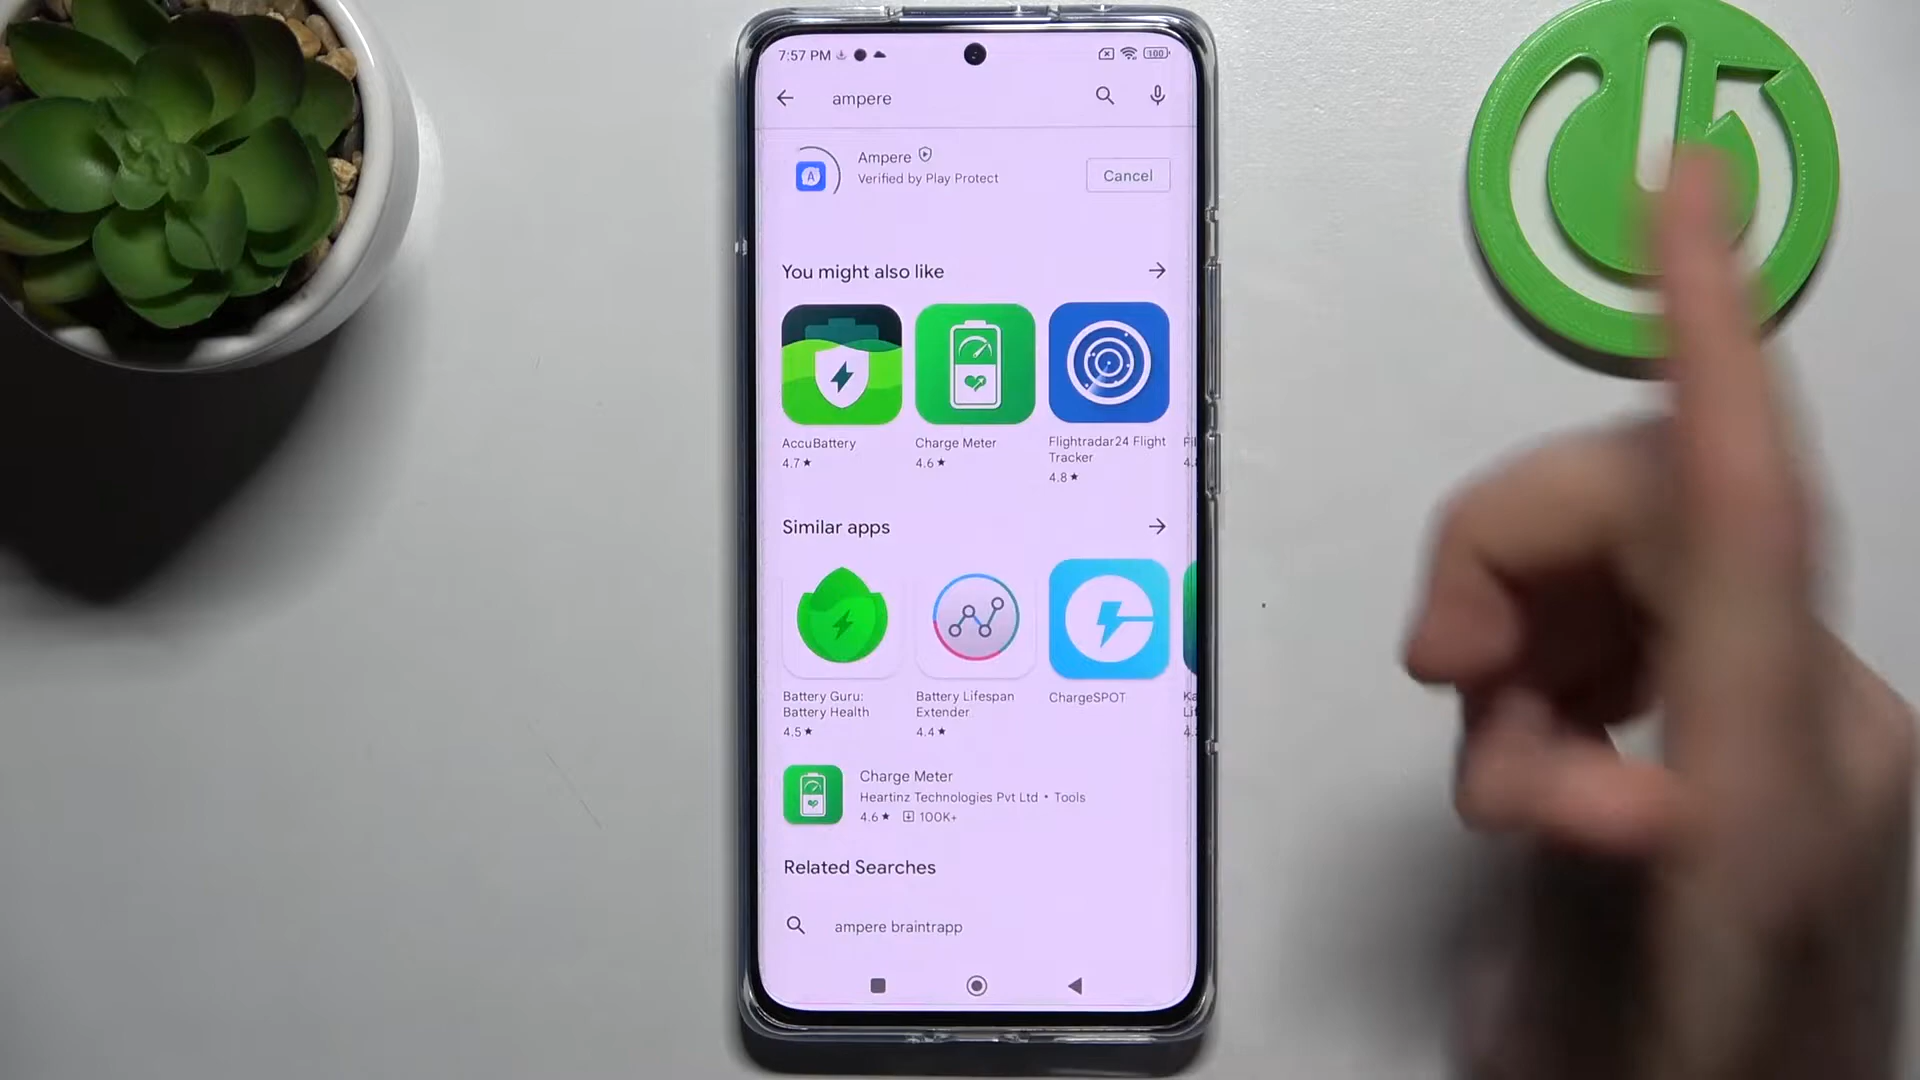 7:57 PM 100
ampere
Ampere
Verified by Play Protect
Cancel
You might also like
AccuBattery
4.7★
Charge Meter
4.6★
Flightradar24 Flight
Tracker
4.8★
Similar apps
Battery Guru:
Battery Health
4.5★
Battery Lifespan
Extender
4.4★
ChargeSPOT
Charge Meter
Heartinz Technologies Pvt Ltd • Tools
4.6★ 100K+
Related Searches
ampere braintrapp